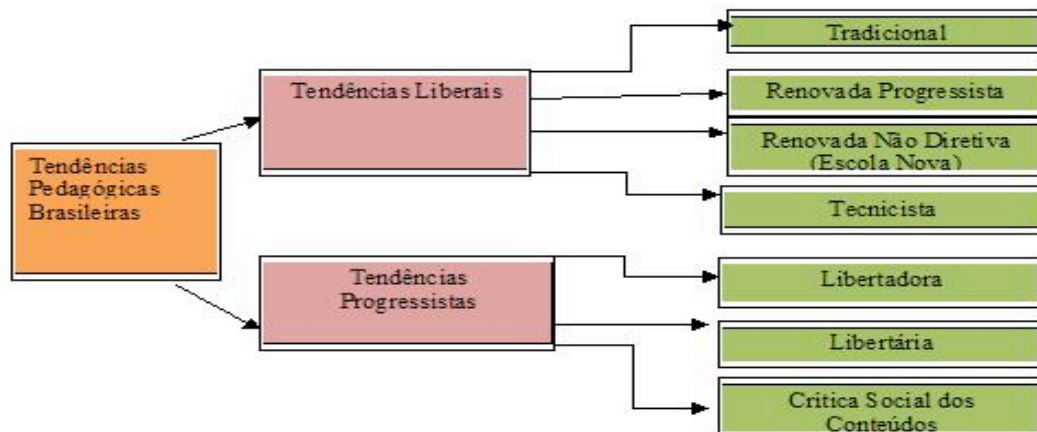 Tendências
Pedagógicas
Brasileiras
Tendências Liberais
Tradicional
Renovada Progressista
Renovada Não Diretiva
(Escola Nova)
Tecnicista
Tendências
Progressistas
Libertadora
Libertária
Critica Social dos
Conteúdos